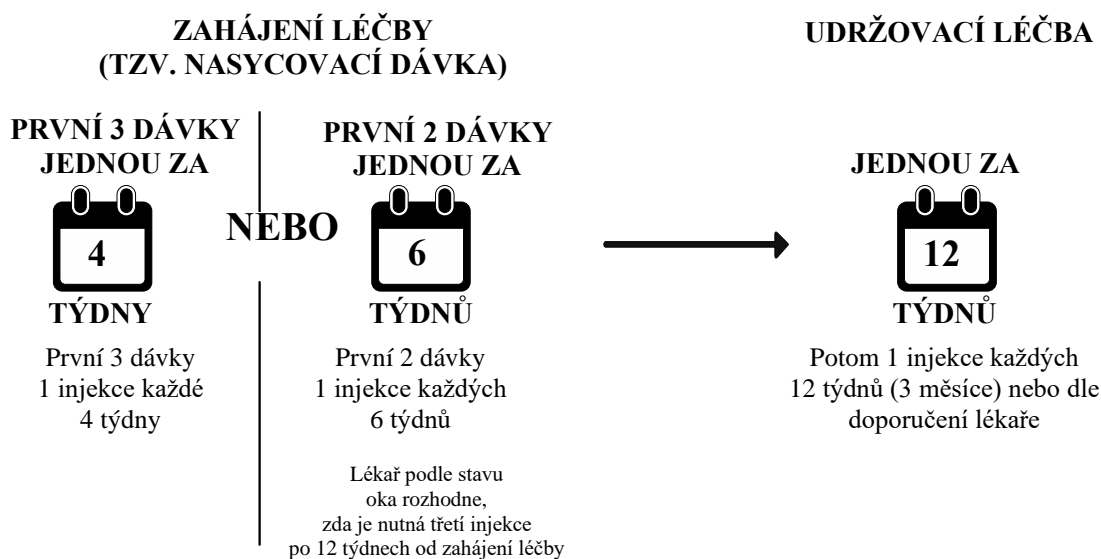 ZAHÁJENÍ LÉČBY
(TZV. NASYCOVACÍ DÁVKA)
PRVNÍ 3 DÁVKY
JEDNOU ZA
4
TÝDNY
První 3 dávky
1 injekce každé
4 týdny
NEBO
PRVNÍ 2 DÁVKY
JEDNOU ZA
6
TÝDNŮ
První 2 dávky
1 injekce každých
6 týdnů
Lékař podle stavu
oka rozhodne,
zda je nutná třetí injekce
po 12 týdnech od zahájení léčby
UDRŽOVACÍ LÉČBA
JEDNOU ZA
12
TÝDNŮ
Potom 1 injekce každých
12 týdnů (3 měsíce) nebo dle
doporučení lékaře